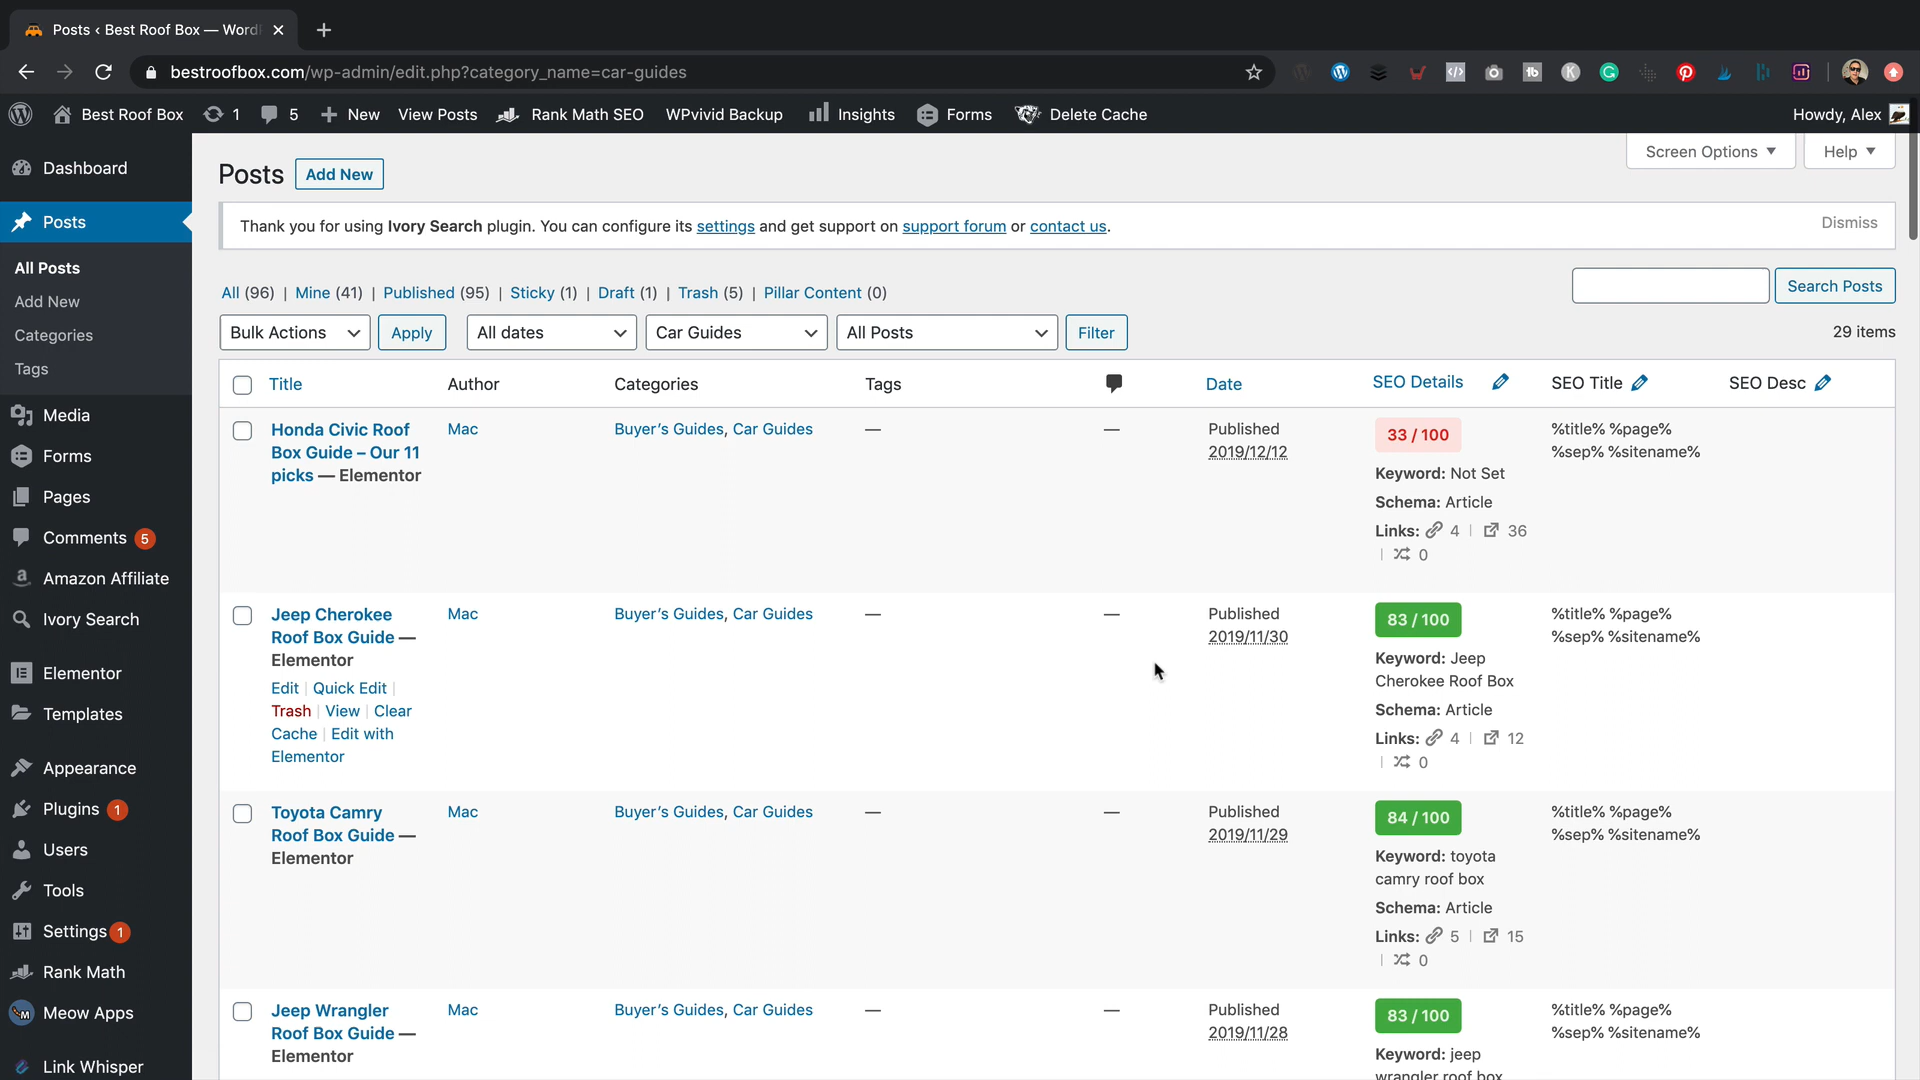 Posts ‹ Best Roof Box — Word
bestroofbox.com/wp-admin/edit.php?category_name=car-guides
Best Roof Box 1 5 New View Posts Rank Math SEO WPvivid Backup Insights Forms Delete Cache Howdy, Alex
Dashboard
Posts
All Posts
Add New
Categories
Tags
Media
Forms
Pages
Comments 5
Amazon Affiliate
Ivory Search
Elementor
Templates
Appearance
Plugins 1
Users
Tools
Settings 1
Rank Math
Meow Apps
Link Whisper
Screen Options Help
Posts Add New
Thank you for using Ivory Search plugin. You can configure its settings and get support on support forum or contact us.
Dismiss
All (96) | Mine (41) | Published (95) | Sticky (1) | Draft (1) | Trash (5) | Pillar Content (0)
Search Posts
Bulk Actions Apply All dates Car Guides All Posts Filter 29 items
Title Author Categories Tags Date SEO Details SEO Title SEO Desc
Honda Civic Roof
Box Guide – Our 11
picks — Elementor
Mac
Buyer’s Guides, Car Guides
—
—
Published
2019/12/12
33 / 100
Keyword: Not Set
Schema: Article
Links: 4 | 36
| 0
%title% %page%
%sep% %sitename%
Jeep Cherokee
Roof Box Guide —
Elementor
Edit | Quick Edit |
Trash | View | Clear
Cache | Edit with
Elementor
Mac
Buyer’s Guides, Car Guides
—
—
Published
2019/11/30
83 / 100
Keyword: Jeep
Cherokee Roof Box
Schema: Article
Links: 4 | 12
| 0
%title% %page%
%sep% %sitename%
Toyota Camry
Roof Box Guide —
Elementor
Mac
Buyer’s Guides, Car Guides
—
—
Published
2019/11/29
84 / 100
Keyword: toyota
camry roof box
Schema: Article
Links: 5 | 15
| 0
%title% %page%
%sep% %sitename%
Jeep Wrangler
Roof Box Guide —
Elementor
Mac
Buyer’s Guides, Car Guides
—
—
Published
2019/11/28
83 / 100
Keyword: jeep
wrangler roof box
%title% %page%
%sep% %sitename%